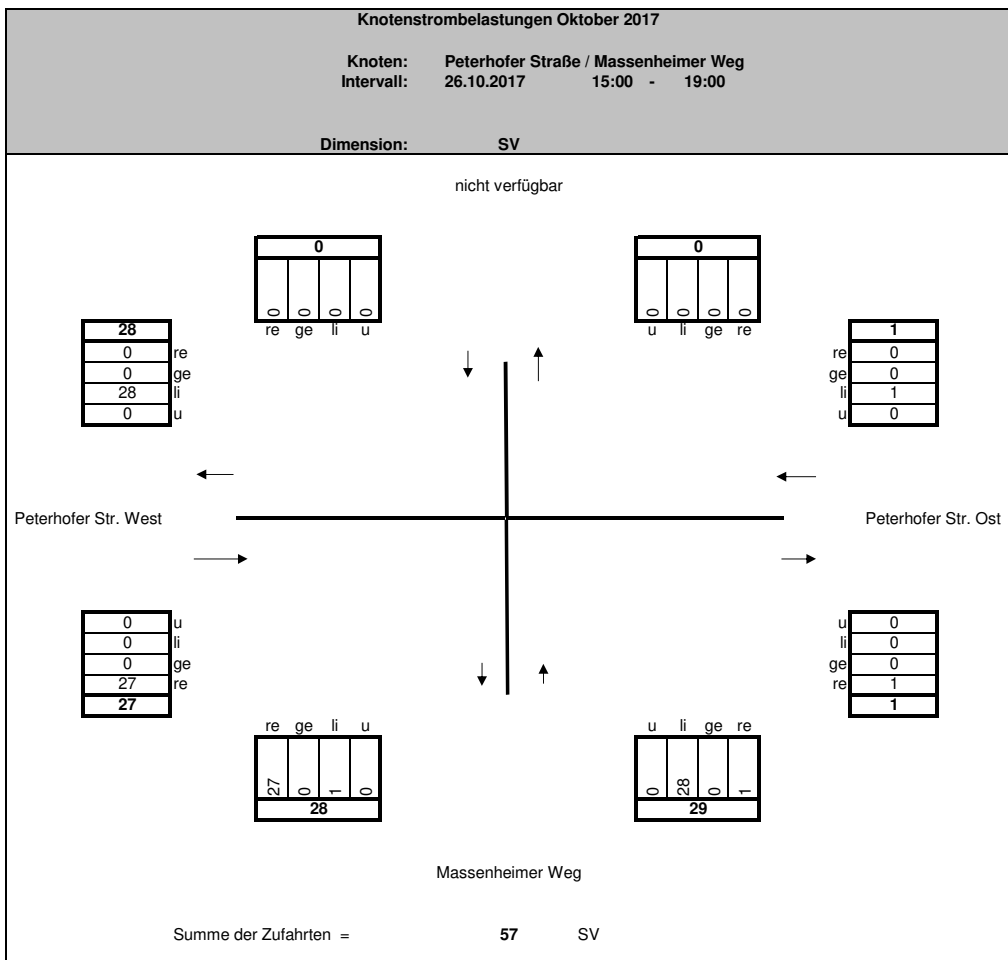 Knotenstrombelastungen Oktober 2017
Knoten: Peterhofer Straße / Massenheimer Weg
Intervall: 26.10.2017 15:00 - 19:00
Dimension: SV
nicht verfügbar
0
0 0 0 0
re ge li u
0
0 0 0 0
u li ge re
28
0 re
0 ge
28 li
0 u
1
re 0
ge 0
li 1
u 0
Peterhofer Str. West
Peterhofer Str. Ost
0 u
0 li
0 ge
27 re
27
u 0
li 0
ge 0
re 1
1
re ge li u
27 0 1 0
28
u li ge re
0 28 0 1
29
Massenheimer Weg
Summe der Zufahrten = 57 SV